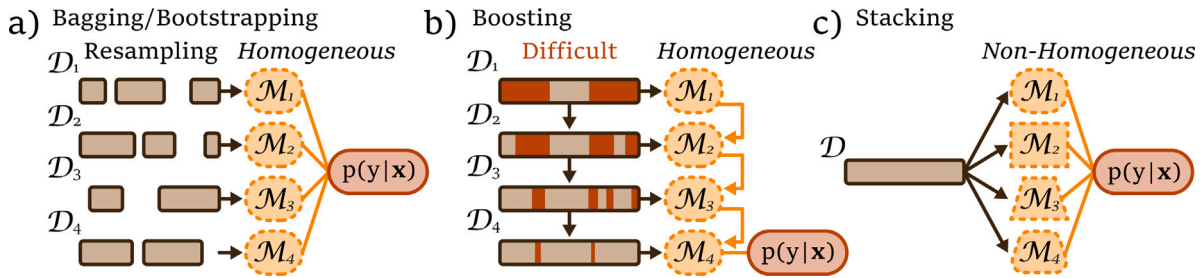 a) Bagging/Bootstrapping
Resampling Homogeneous
𝒟₁
ℳ₁
𝒟₂
ℳ₂
𝒟₃
ℳ₃
𝒟₄
ℳ₄
p(y|x)
b) Boosting
Difficult Homogeneous
𝒟₁
ℳ₁
𝒟₂
ℳ₂
𝒟₃
ℳ₃
𝒟₄
ℳ₄
p(y|x)
c) Stacking
Non-Homogeneous
𝒟
ℳ₁
ℳ₂
ℳ₃
ℳ₄
p(y|x)